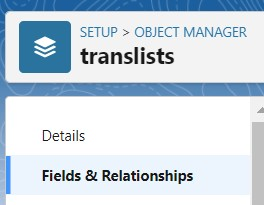 SETUP > OBJECT MANAGER
translists
Details
Fields & Relationships